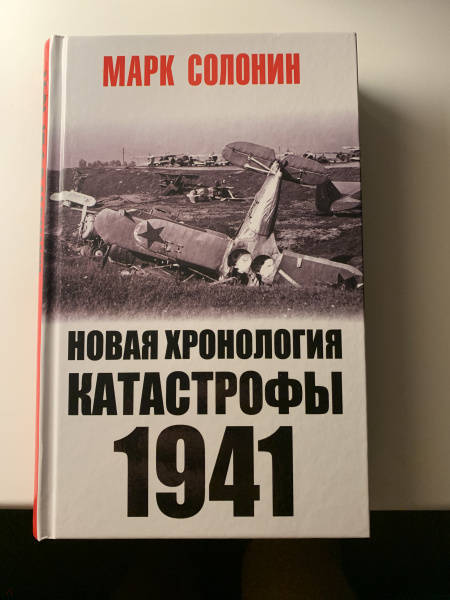 МАРК СОЛОНИН
НОВАЯ ХРОНОЛОГИЯ
КАТАСТРОФЫ
1941